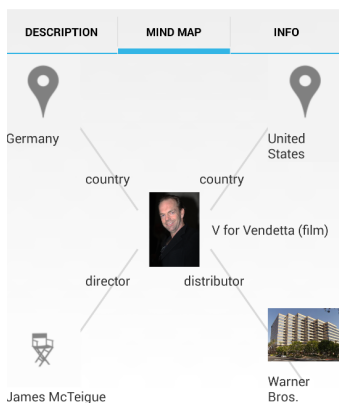 DESCRIPTION MIND MAP INFO
Germany
United
States
country country
V for Vendetta (film)
director distributor
James McTeigue
Warner
Bros.